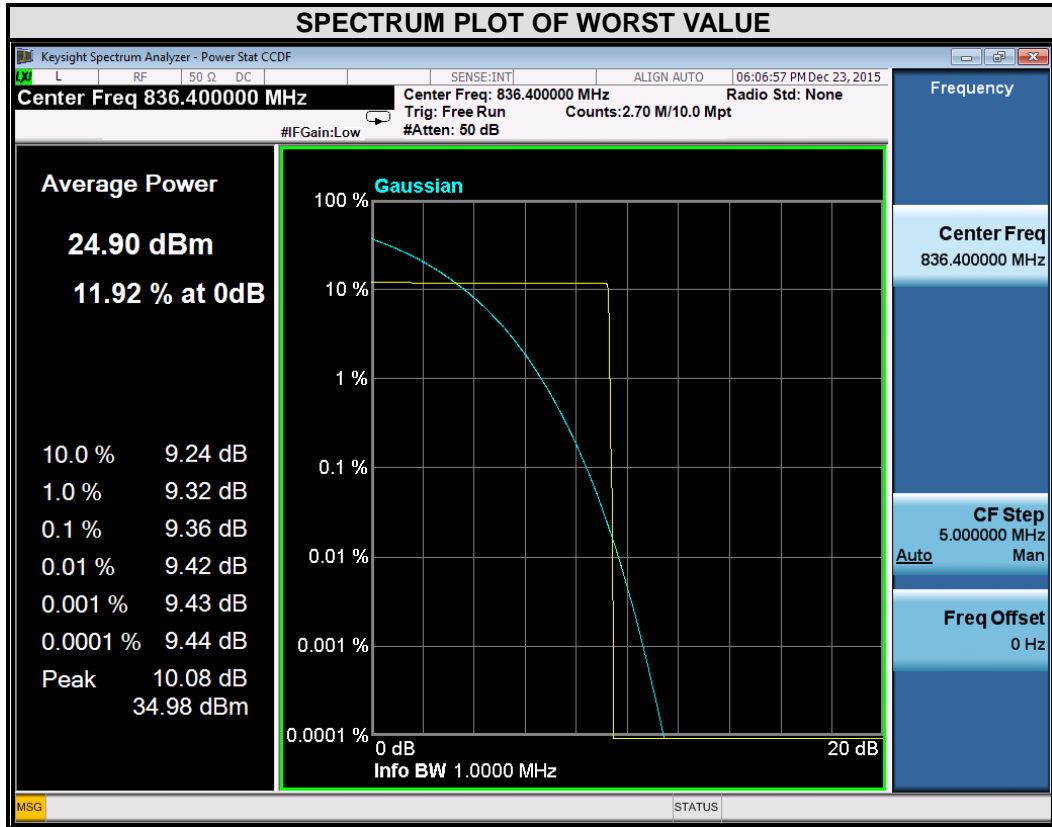 SPECTRUM PLOT OF WORST VALUE
Keysight Spectrum Analyzer - Power Stat CCDF
LXI L RF 50 Ω DC SENSE:INT ALIGN AUTO 06:06:57 PM Dec 23, 2015
Center Freq 836.400000 MHz
#IFGain:Low
Center Freq: 836.400000 MHz
Trig: Free Run
#Atten: 50 dB
Counts:2.70 M/10.0 Mpt
Radio Std: None
Average Power
24.90 dBm
11.92 % at 0dB
10.0 % 9.24 dB
1.0 % 9.32 dB
0.1 % 9.36 dB
0.01 % 9.42 dB
0.001 % 9.43 dB
0.0001 % 9.44 dB
Peak 10.08 dB
34.98 dBm
Gaussian
100 %
10 %
1 %
0.1 %
0.01 %
0.001 %
0.0001 %
0 dB 20 dB
Info BW 1.0000 MHz
Frequency
Center Freq
836.400000 MHz
CF Step
5.000000 MHz
Auto Man
Freq Offset
0 Hz
MSG STATUS